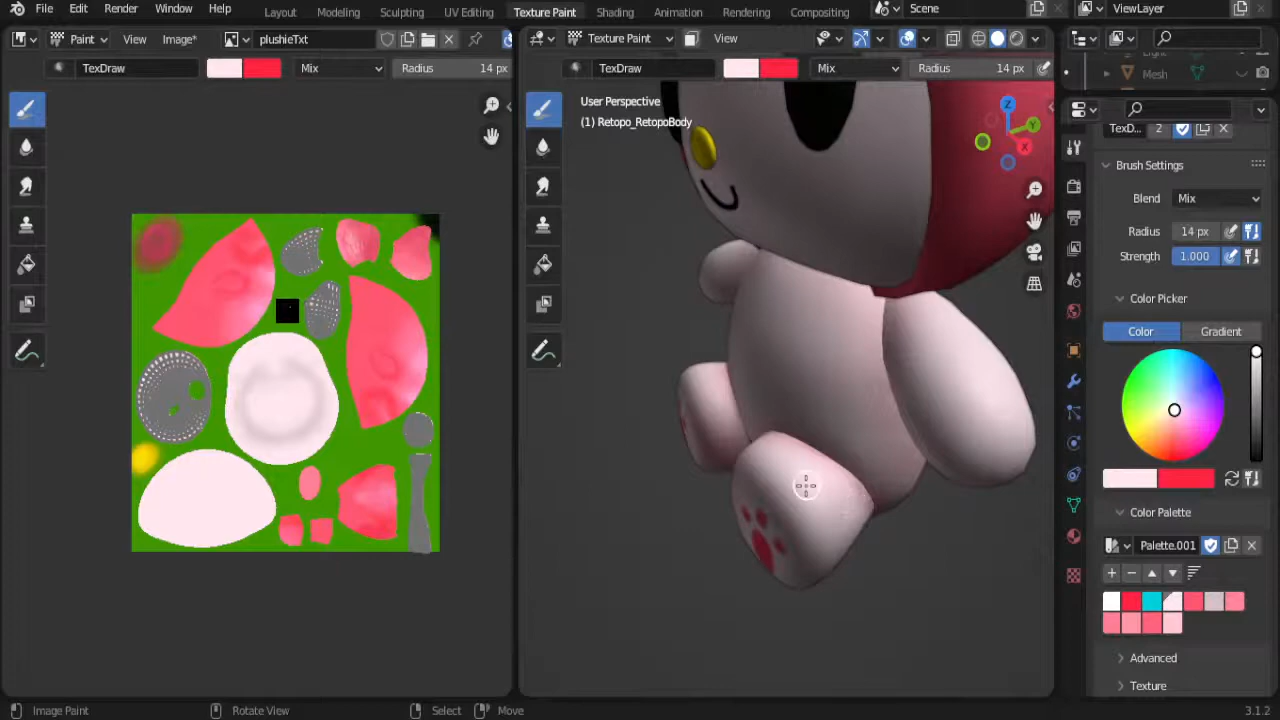 File Edit Render Window Help Layout Modeling Sculpting UV Editing Texture Paint Shading Animation Rendering Compositing Scene ViewLayer
Paint View Image* plushieTxt Texture Paint View
TexDraw Mix Radius 14 px TexDraw Mix Radius 14 px
Mesh
User Perspective
(1) Retopo_RetopoBody
TexD... 2
Brush Settings
Blend Mix
Radius 14 px
Strength 1.000
Color Picker
Color Gradient
Color Palette
Palette.001
Advanced
Texture
Image Paint Rotate View Select Move 3.1.2